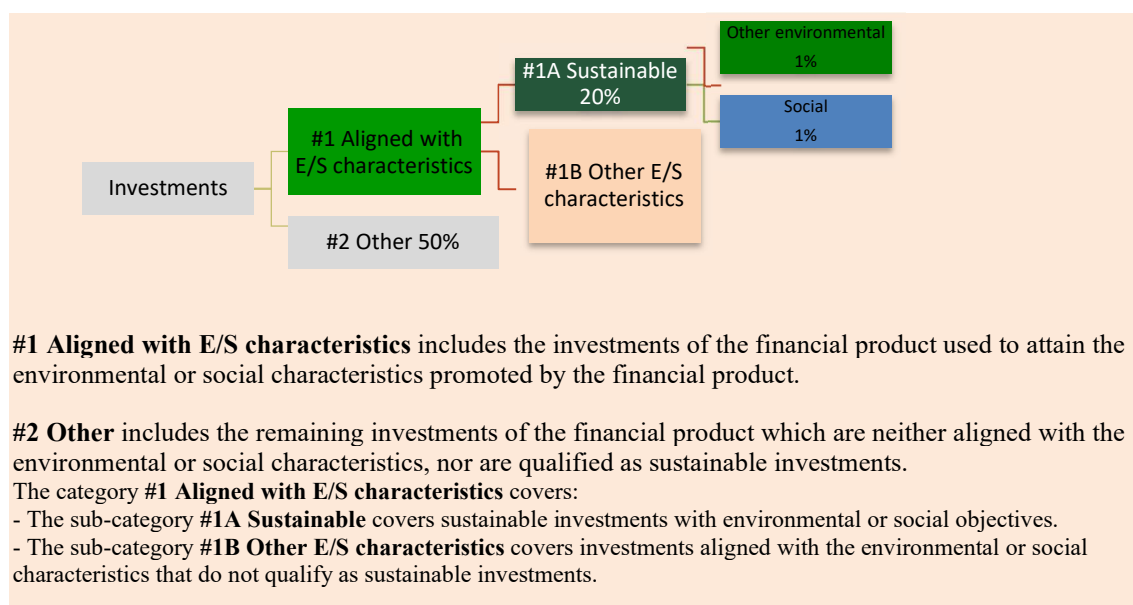 Other environmental
1%
#1A Sustainable
20%
Social
1%
#1 Aligned with
E/S characteristics
#1B Other E/S
characteristics
Investments
#2 Other 50%
#1 Aligned with E/S characteristics includes the investments of the financial product used to attain the
environmental or social characteristics promoted by the financial product.
#2 Other includes the remaining investments of the financial product which are neither aligned with the
environmental or social characteristics, nor are qualified as sustainable investments.
The category #1 Aligned with E/S characteristics covers:
- The sub-category #1A Sustainable covers sustainable investments with environmental or social objectives.
- The sub-category #1B Other E/S characteristics covers investments aligned with the environmental or social
characteristics that do not qualify as sustainable investments.